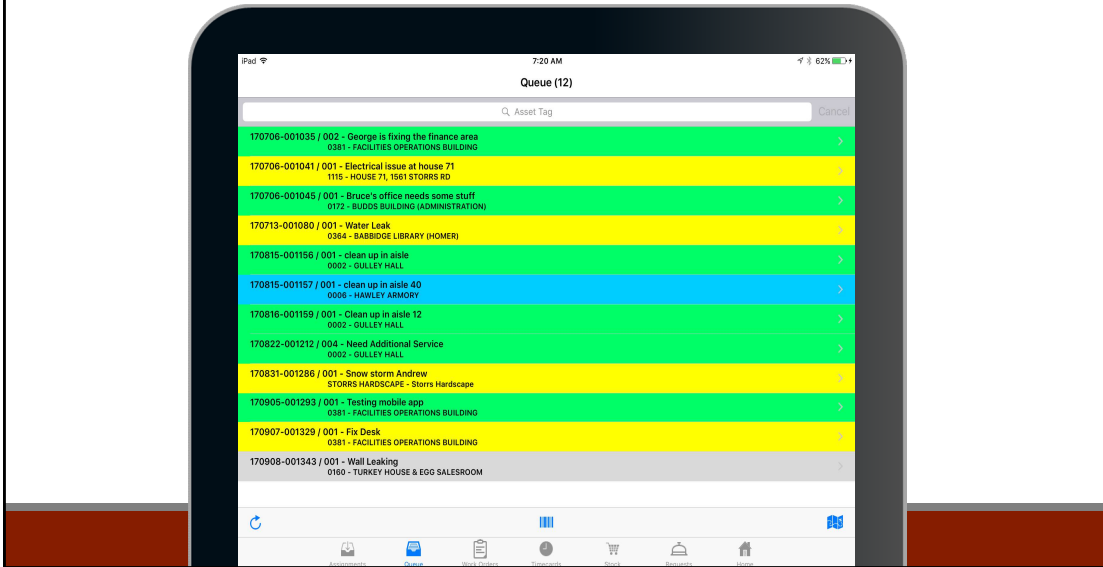 iPad 7:20 AM 62%
Queue (12)
Asset Tag Cancel
170706-001035 / 002 - George is fixing the finance area
0381 - FACILITIES OPERATIONS BUILDING
170706-001041 / 001 - Electrical issue at house 71
1115 - HOUSE 71, 1561 STORRS RD
170706-001045 / 001 - Bruce's office needs some stuff
0172 - BUDDS BUILDING (ADMINISTRATION)
170713-001080 / 001 - Water Leak
0364 - BABBIDGE LIBRARY (HOMER)
170815-001156 / 001 - clean up in aisle
0002 - GULLEY HALL
170815-001157 / 001 - clean up in aisle 40
0006 - HAWLEY ARMORY
170816-001159 / 001 - Clean up in aisle 12
0002 - GULLEY HALL
170822-001212 / 004 - Need Additional Service
0002 - GULLEY HALL
170831-001286 / 001 - Snow storm Andrew
STORRS HARDSCAPE - Storrs Hardscape
170905-001293 / 001 - Testing mobile app
0381 - FACILITIES OPERATIONS BUILDING
170907-001329 / 001 - Fix Desk
0381 - FACILITIES OPERATIONS BUILDING
170908-001343 / 001 - Wall Leaking
0160 - TURKEY HOUSE & EGG SALESROOM
Assignments Queue Work Orders Timecards Stock Requests Home